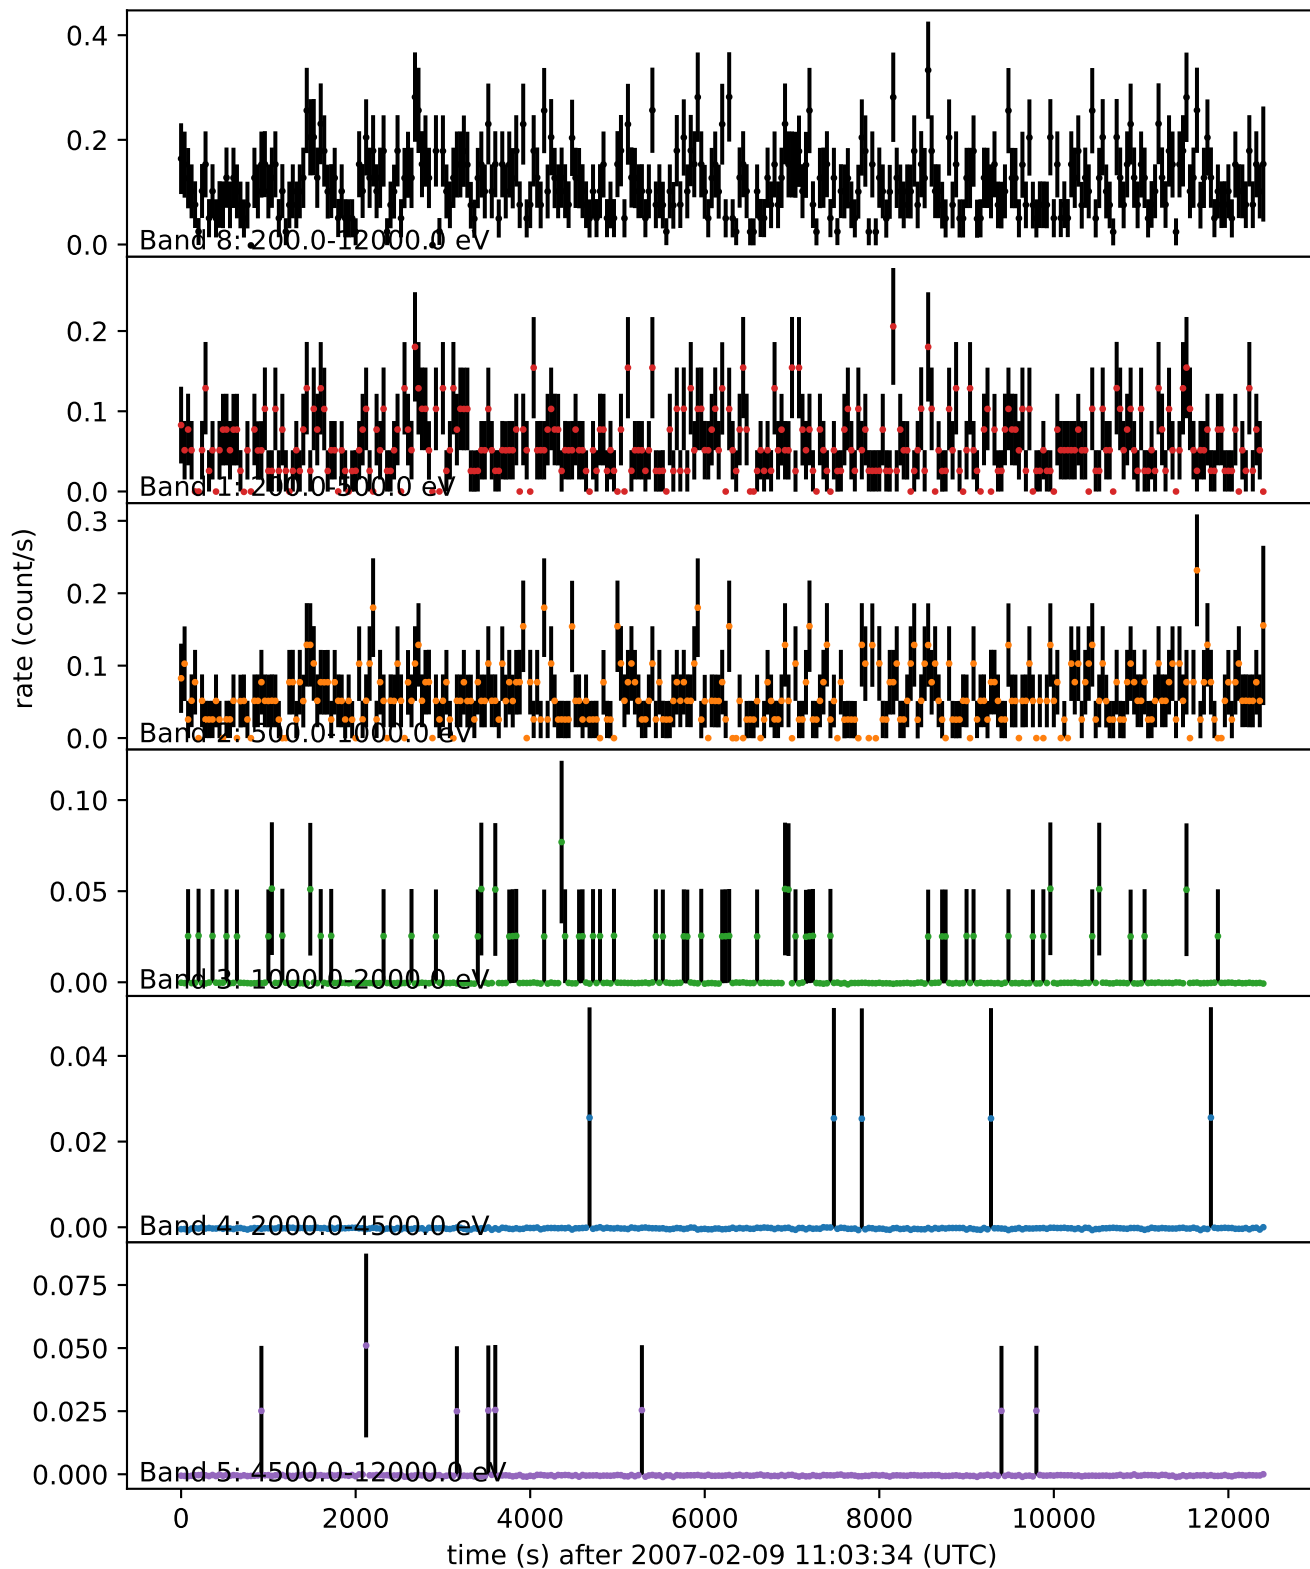 0.4
0.2
0.0
Band 8: 200.0-12000.0 eV
0.2
0.1
0.0
Band 1: 200.0-500.0 eV
0.3
0.2
0.1
0.0
Band 2: 500.0-1000.0 eV
rate (count/s)
0.10
0.05
0.00
Band 3: 1000.0-2000.0 eV
0.04
0.02
0.00
Band 4: 2000.0-4500.0 eV
0.075
0.050
0.025
0.000
Band 5: 4500.0-12000.0 eV
0 2000 4000 6000 8000 10000 12000
time (s) after 2007-02-09 11:03:34 (UTC)